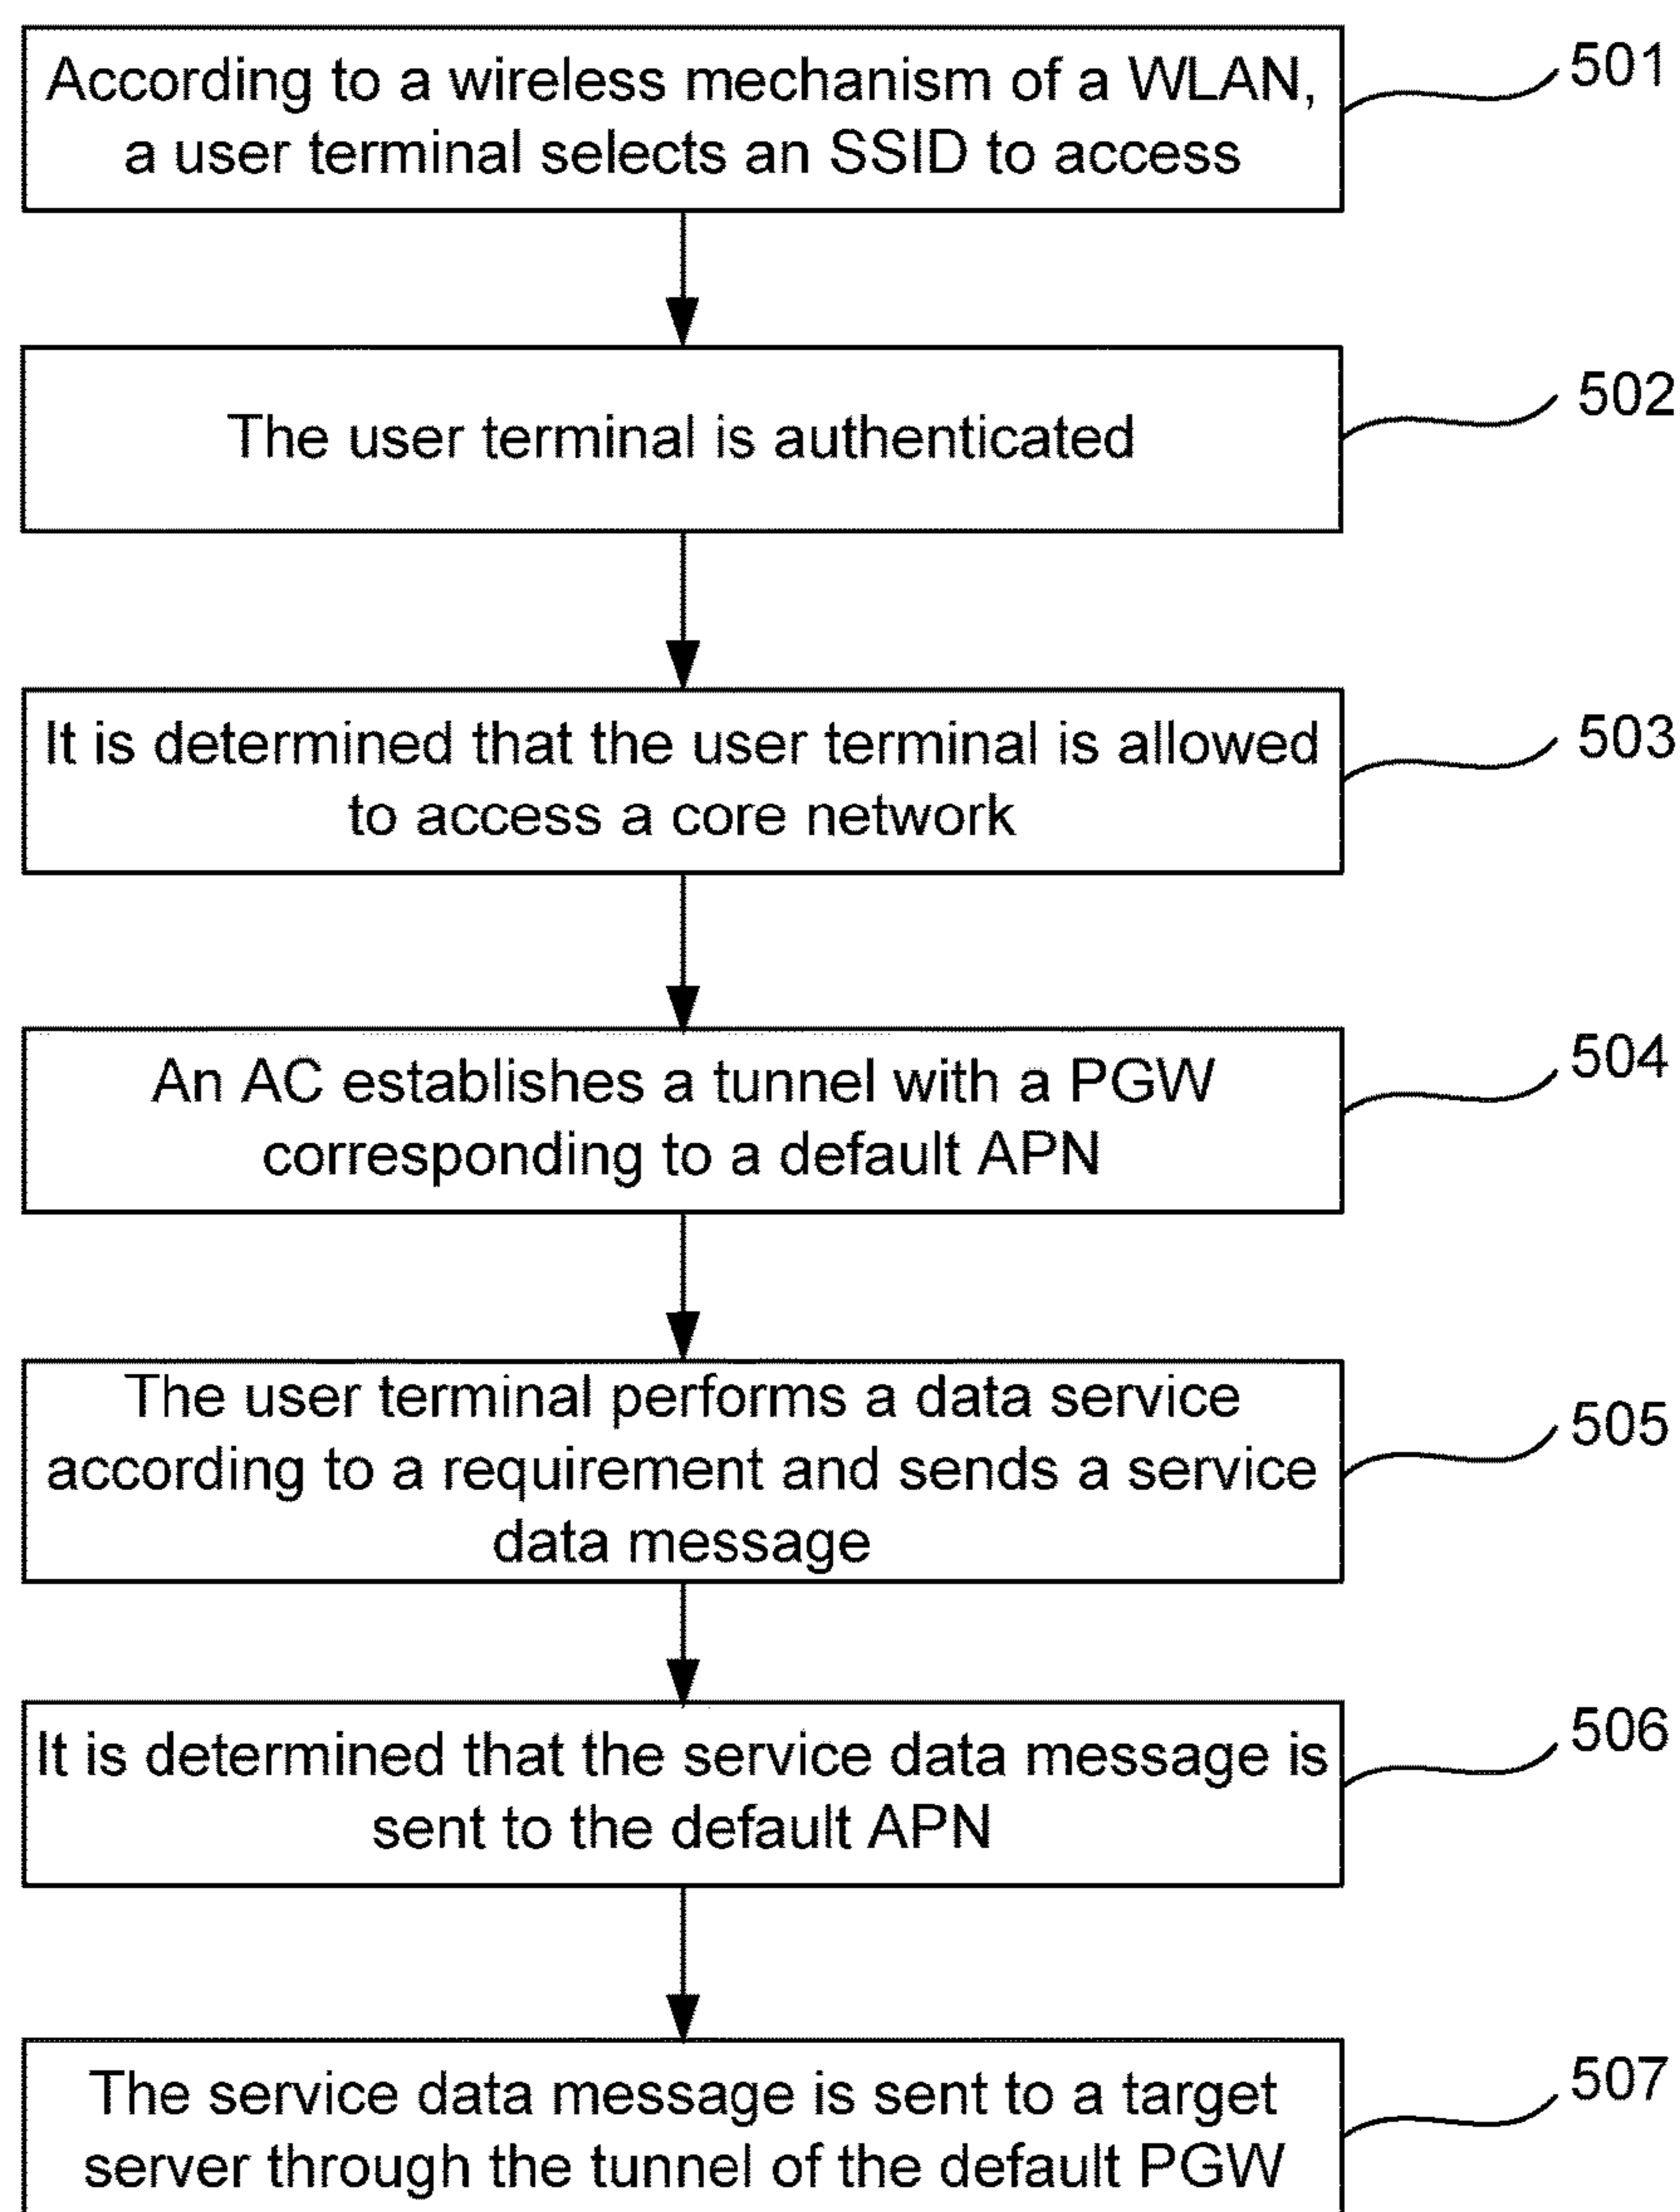 According to a wireless mechanism of a WLAN,
a user terminal selects an SSID to access
501
The user terminal is authenticated
502
It is determined that the user terminal is allowed
to access a core network
503
An AC establishes a tunnel with a PGW
corresponding to a default APN
504
The user terminal performs a data service
according to a requirement and sends a service
data message
505
It is determined that the service data message is
sent to the default APN
506
The service data message is sent to a target
server through the tunnel of the default PGW
507